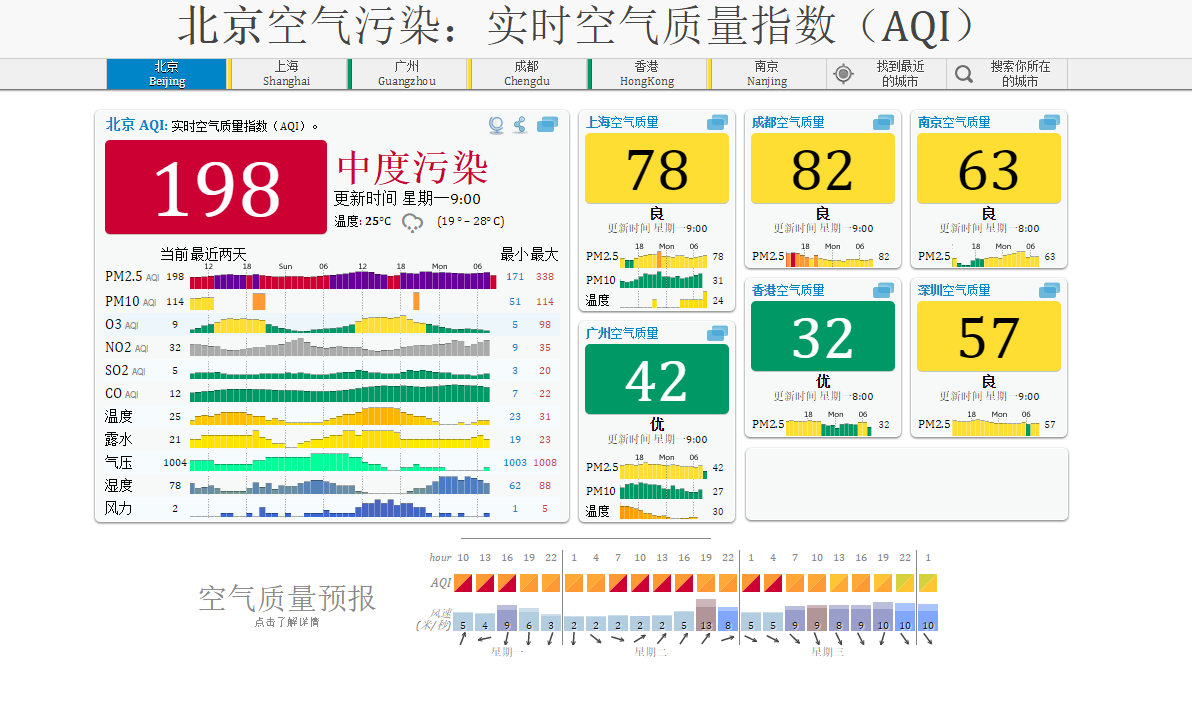 北京空气污染：实时空气质量指数（AQI）
北京 上海 广州 成都 香港 南京 找到最近 搜索你所在
Beijing Shanghai Guangzhou Chengdu HongKong Nanjing 的城市 的城市
北京 AQI: 实时空气质量指数（AQI）。
198
中度污染
更新时间 星期一9:00
温度: 25°C (19 ° – 28° C)
当前 最近两天 最小 最大
12 18 Sun 06 12 18 Mon 06
PM2.5 AQI 198 171 338
PM10 AQI 114 51 114
O3 AQI 9 5 98
NO2 AQI 32 9 35
SO2 AQI 5 3 20
CO AQI 12 7 22
温度 25 23 31
露水 21 19 23
气压 1004 1003 1008
湿度 78 62 88
风力 2 1 5
上海空气质量
78
良
更新时间 星期一9:00
18 Mon 06
PM2.5 78
PM10 31
温度 24
广州空气质量
42
优
更新时间 星期一9:00
18 Mon 06
PM2.5 42
PM10 27
温度 30
成都空气质量
82
良
更新时间 星期一9:00
18 Mon 06
PM2.5 82
香港空气质量
32
优
更新时间 星期一8:00
18 Mon 06
PM2.5 32
南京空气质量
63
良
更新时间 星期一8:00
18 Mon 06
PM2.5 63
深圳空气质量
57
良
更新时间 星期一9:00
18 Mon 06
PM2.5 57
空气质量预报
点击了解详情
hour 10 13 16 19 22 1 4 7 10 13 16 19 22 1 4 7 10 13 16 19 22 1
AQI
风速
(米/秒) 5 4 9 6 3 2 2 2 2 2 5 13 8 5 5 9 9 8 9 10 10 10
星期一 星期二 星期三